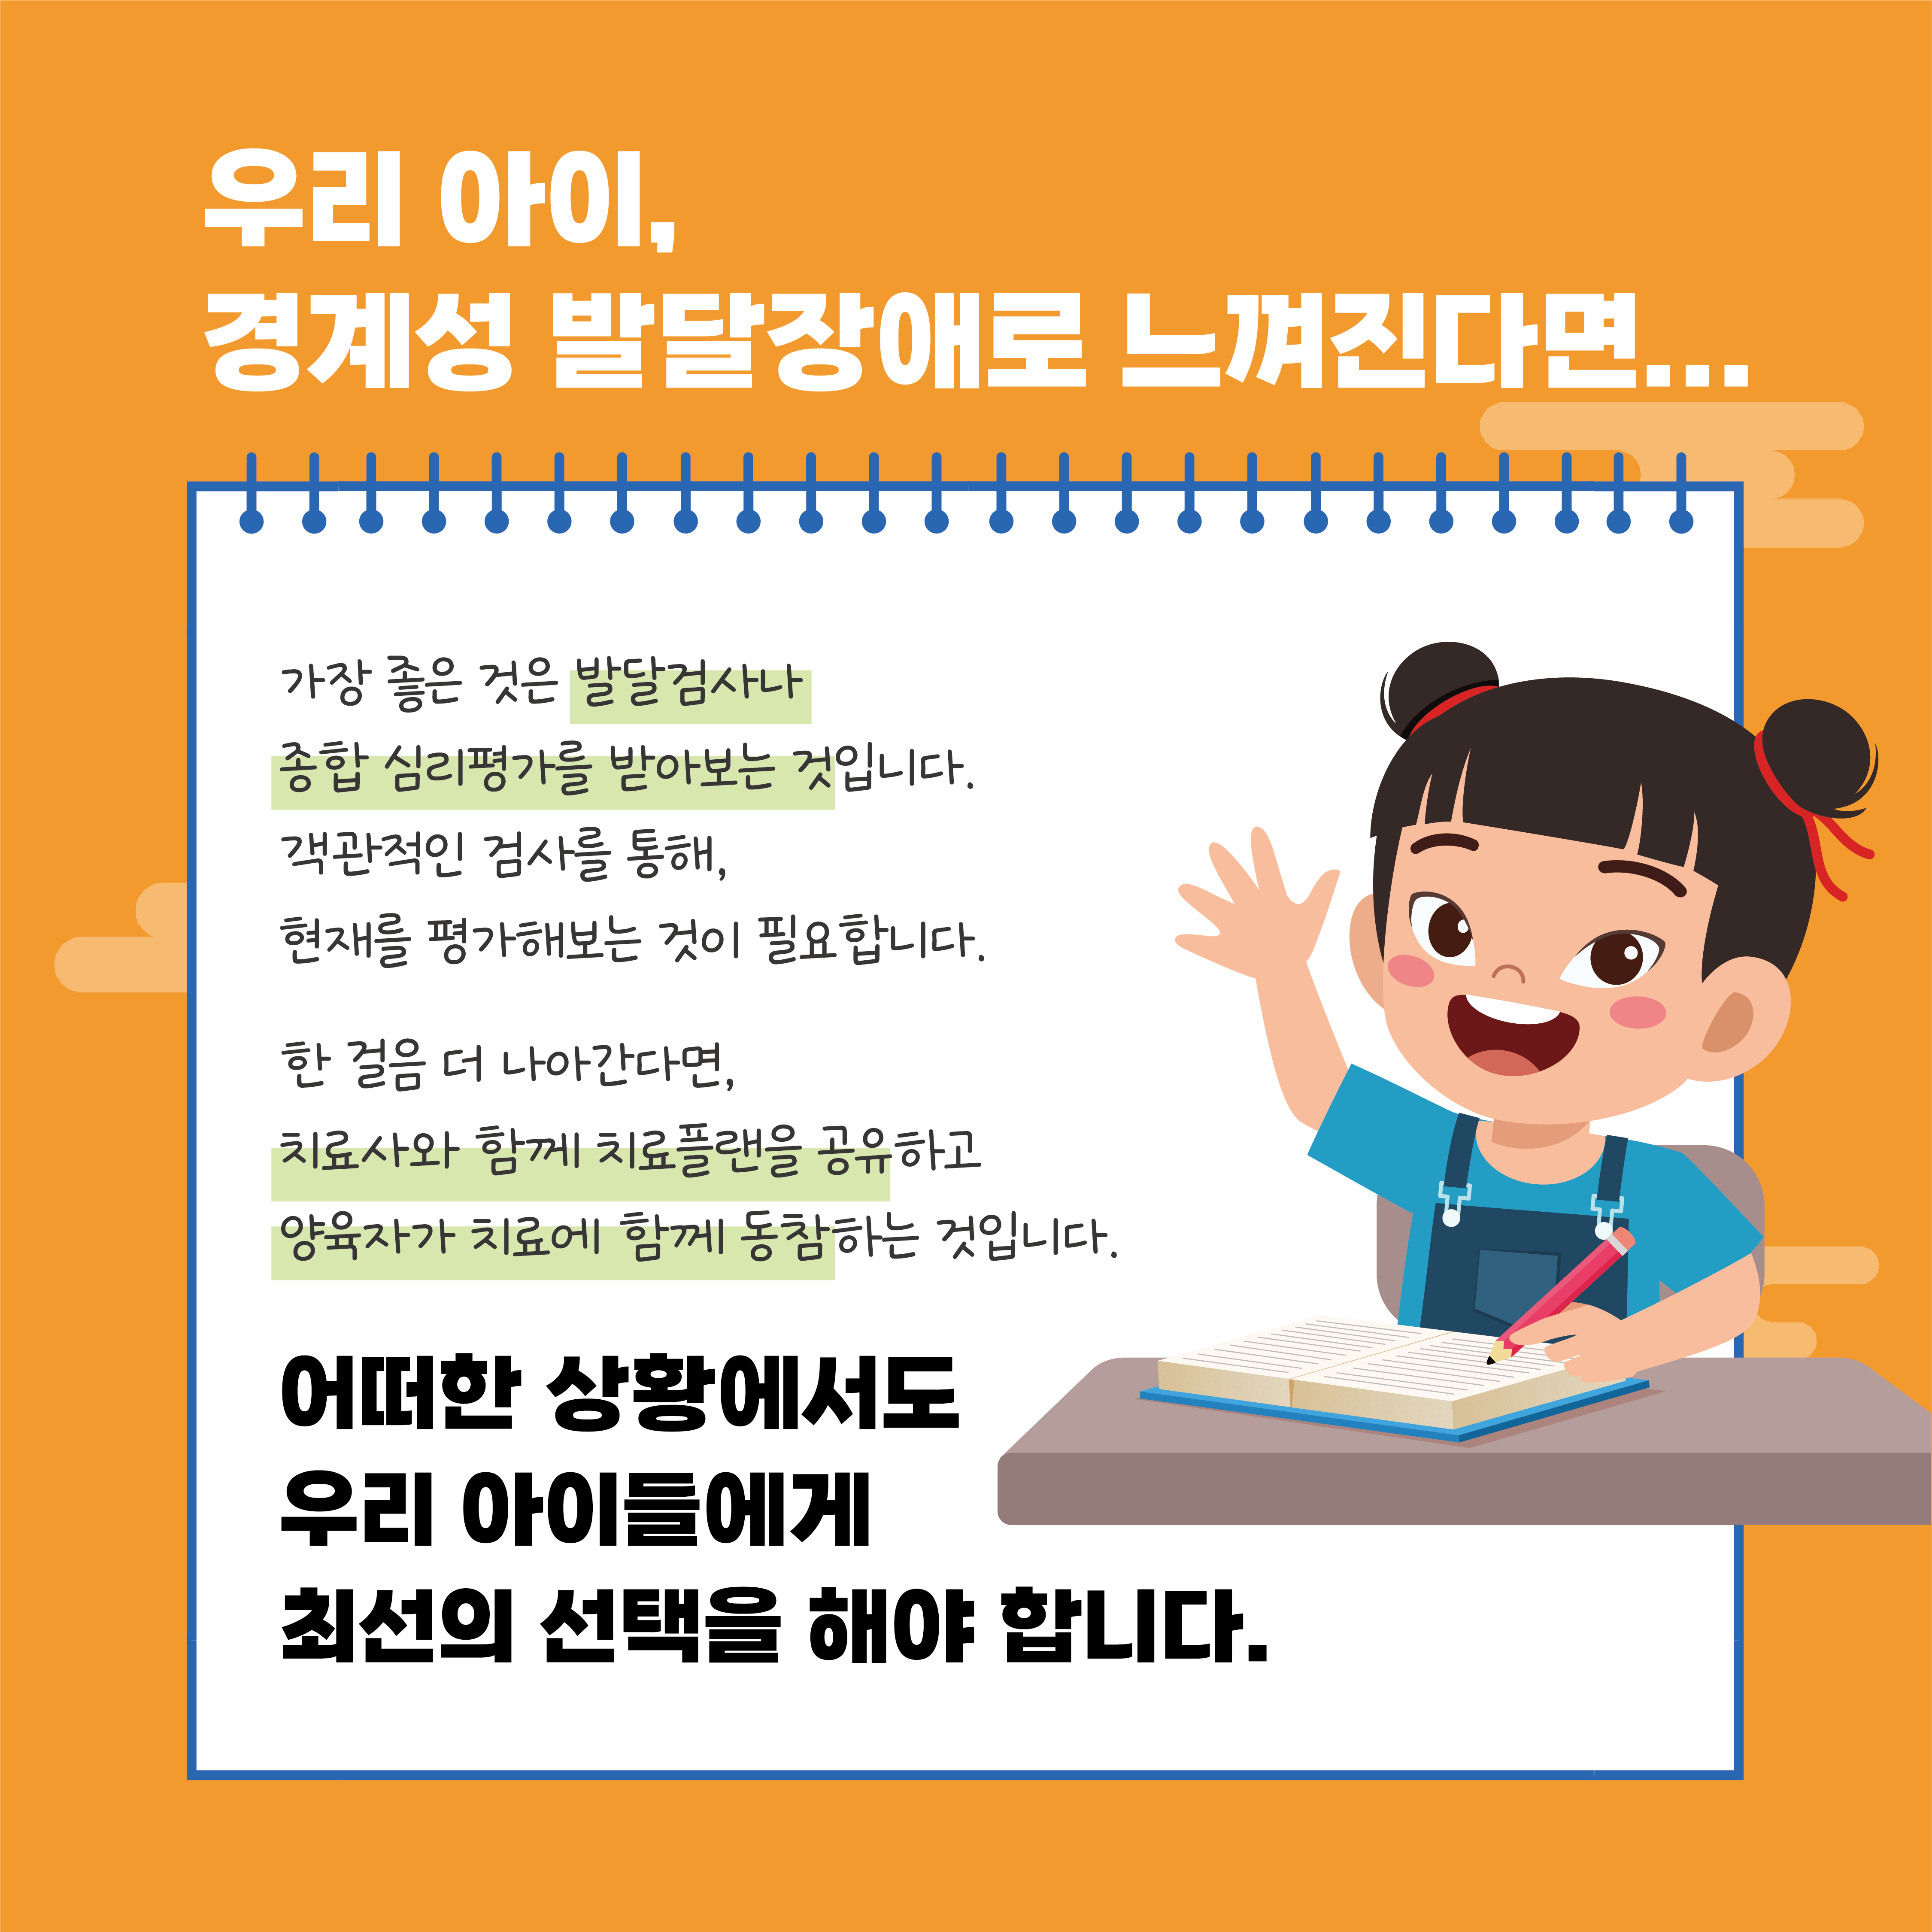 우리 아이,
경계성 발달장애로 느껴진다면...
가장 좋은 것은 발달검사나
종합 심리평가를 받아보는 것입니다.
객관적인 검사를 통해,
현재를 평가해보는 것이 필요합니다.
한 걸음 더 나아간다면,
치료사와 함께 치료플랜을 공유하고
양육자가 치료에 함께 동참하는 것입니다.
어떠한 상황에서도
우리 아이들에게
최선의 선택을 해야 합니다.